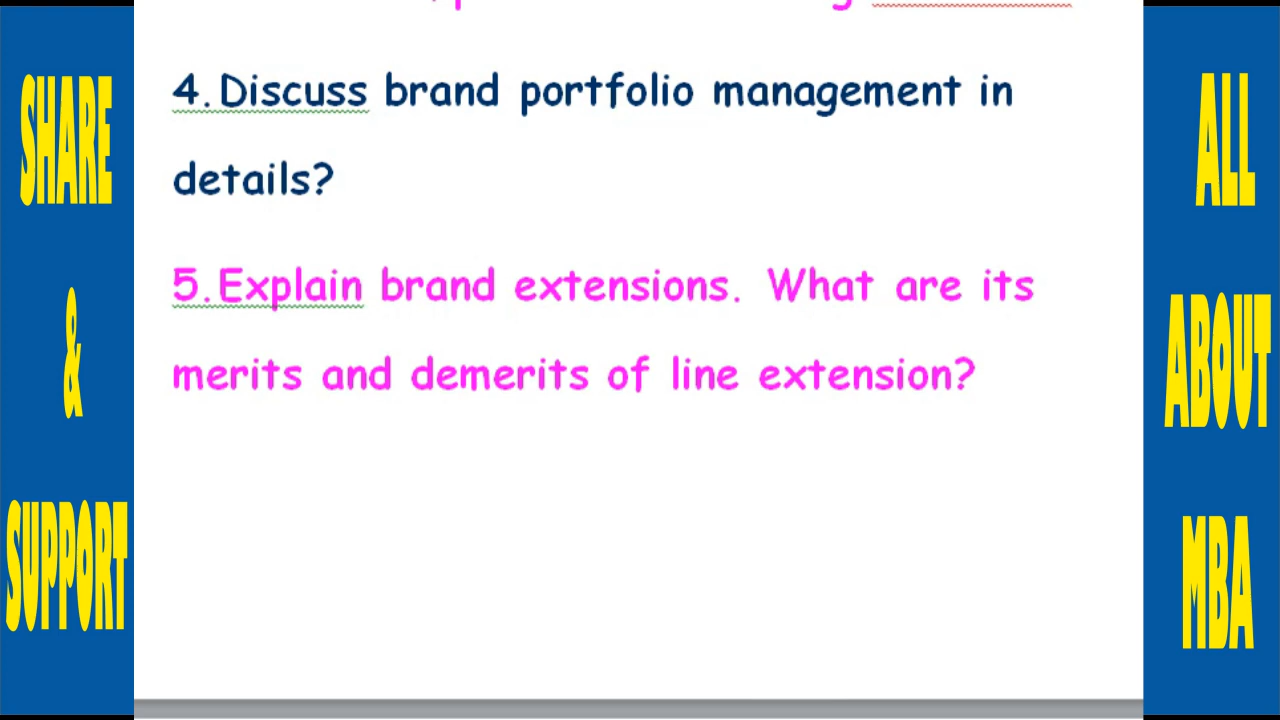 4. Discuss brand portfolio management in
details?
5. Explain brand extensions. What are its
merits and demerits of line extension?
SHARE
&
SUPPORT
ALL
ABOUT
MBA